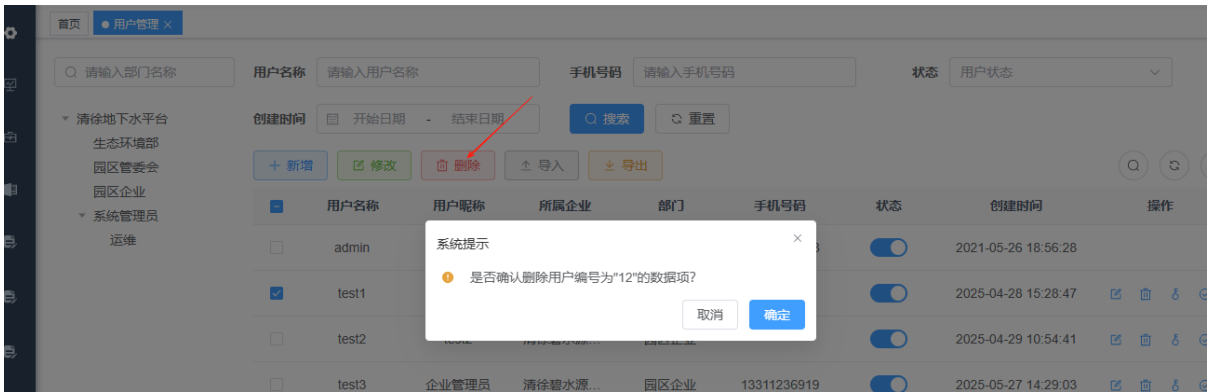 首页 用户管理
请输入部门名称 用户名称 请输入用户名称 手机号码 请输入手机号码 状态 用户状态
清徐地下水平台 创建时间 开始日期 - 结束日期 搜索 重置
生态环境部
园区管委会 新增 修改 删除 导入 导出
园区企业
系统管理员 用户名称 用户昵称 所属企业 部门 手机号码 状态 创建时间 操作
运维
admin 2021-05-26 18:56:28
系统提示
是否确认删除用户编号为"12"的数据项?
取消 确定
test1 2025-04-28 15:28:47
test2 2025-04-29 10:54:41
test3 企业管理员 清徐碧水源... 园区企业 13311236919 2025-05-27 14:29:03